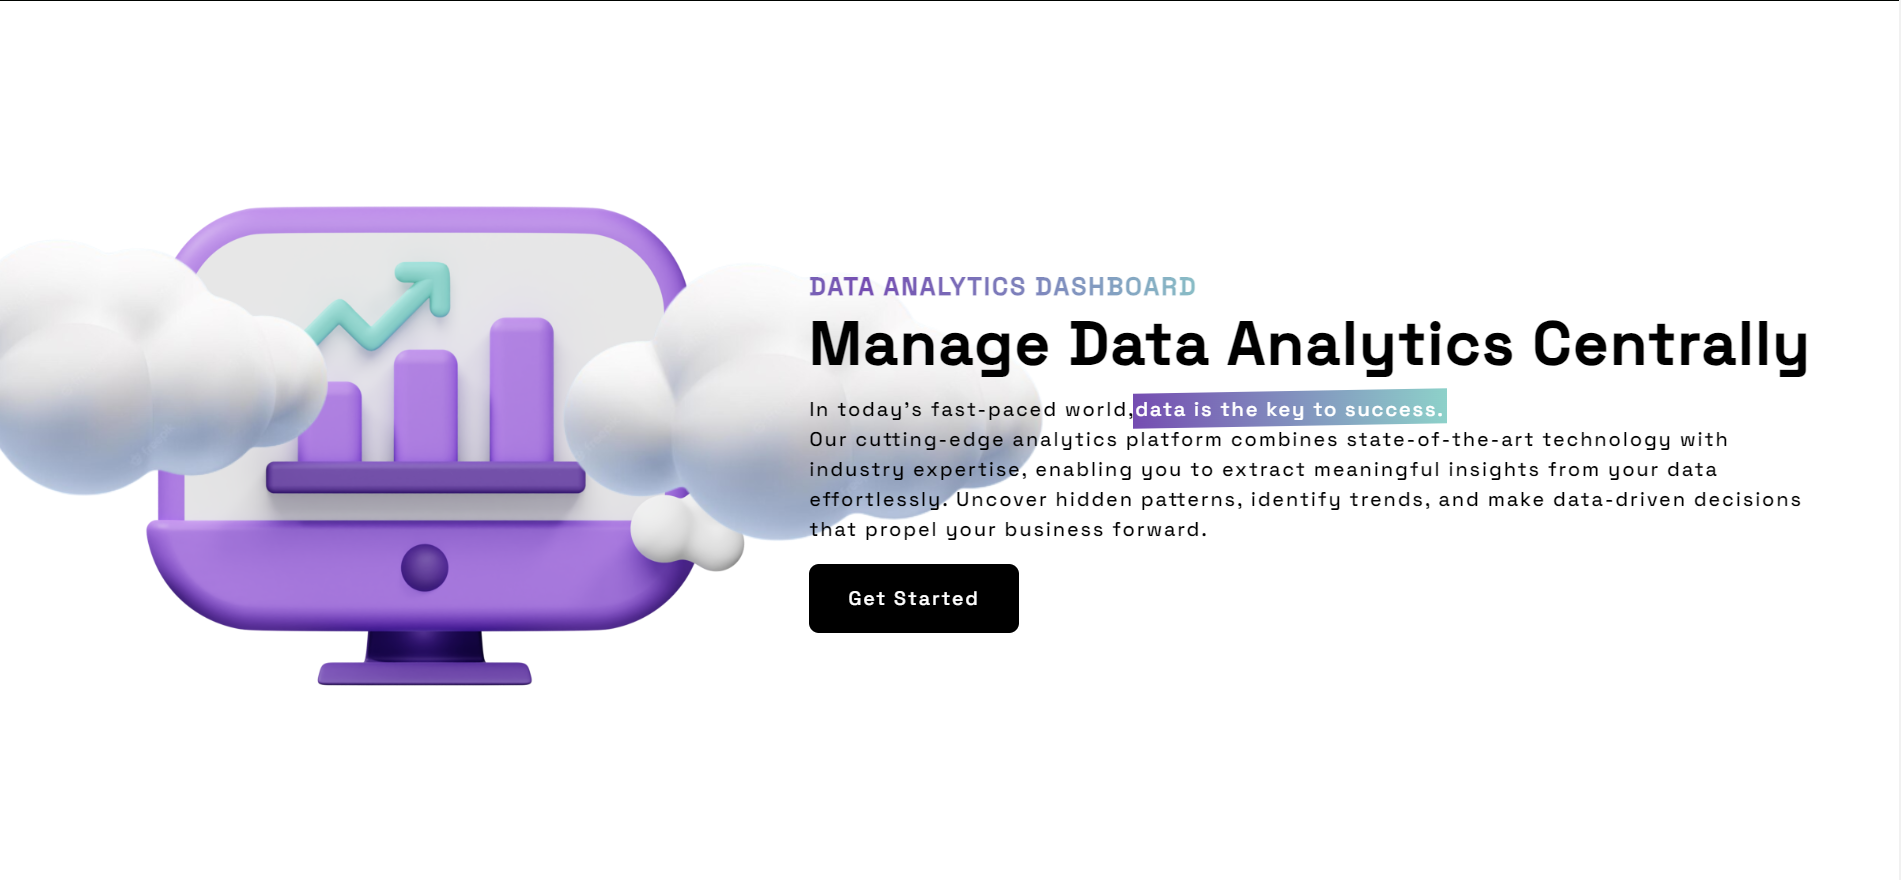 DATA ANALYTICS DASHBOARD
Manage Data Analytics Centrally
In today's fast-paced world,data is the key to success.
Our cutting-edge analytics platform combines state-of-the-art technology with
industry expertise, enabling you to extract meaningful insights from your data
effortlessly. Uncover hidden patterns, identify trends, and make data-driven decisions
that propel your business forward.
Get Started